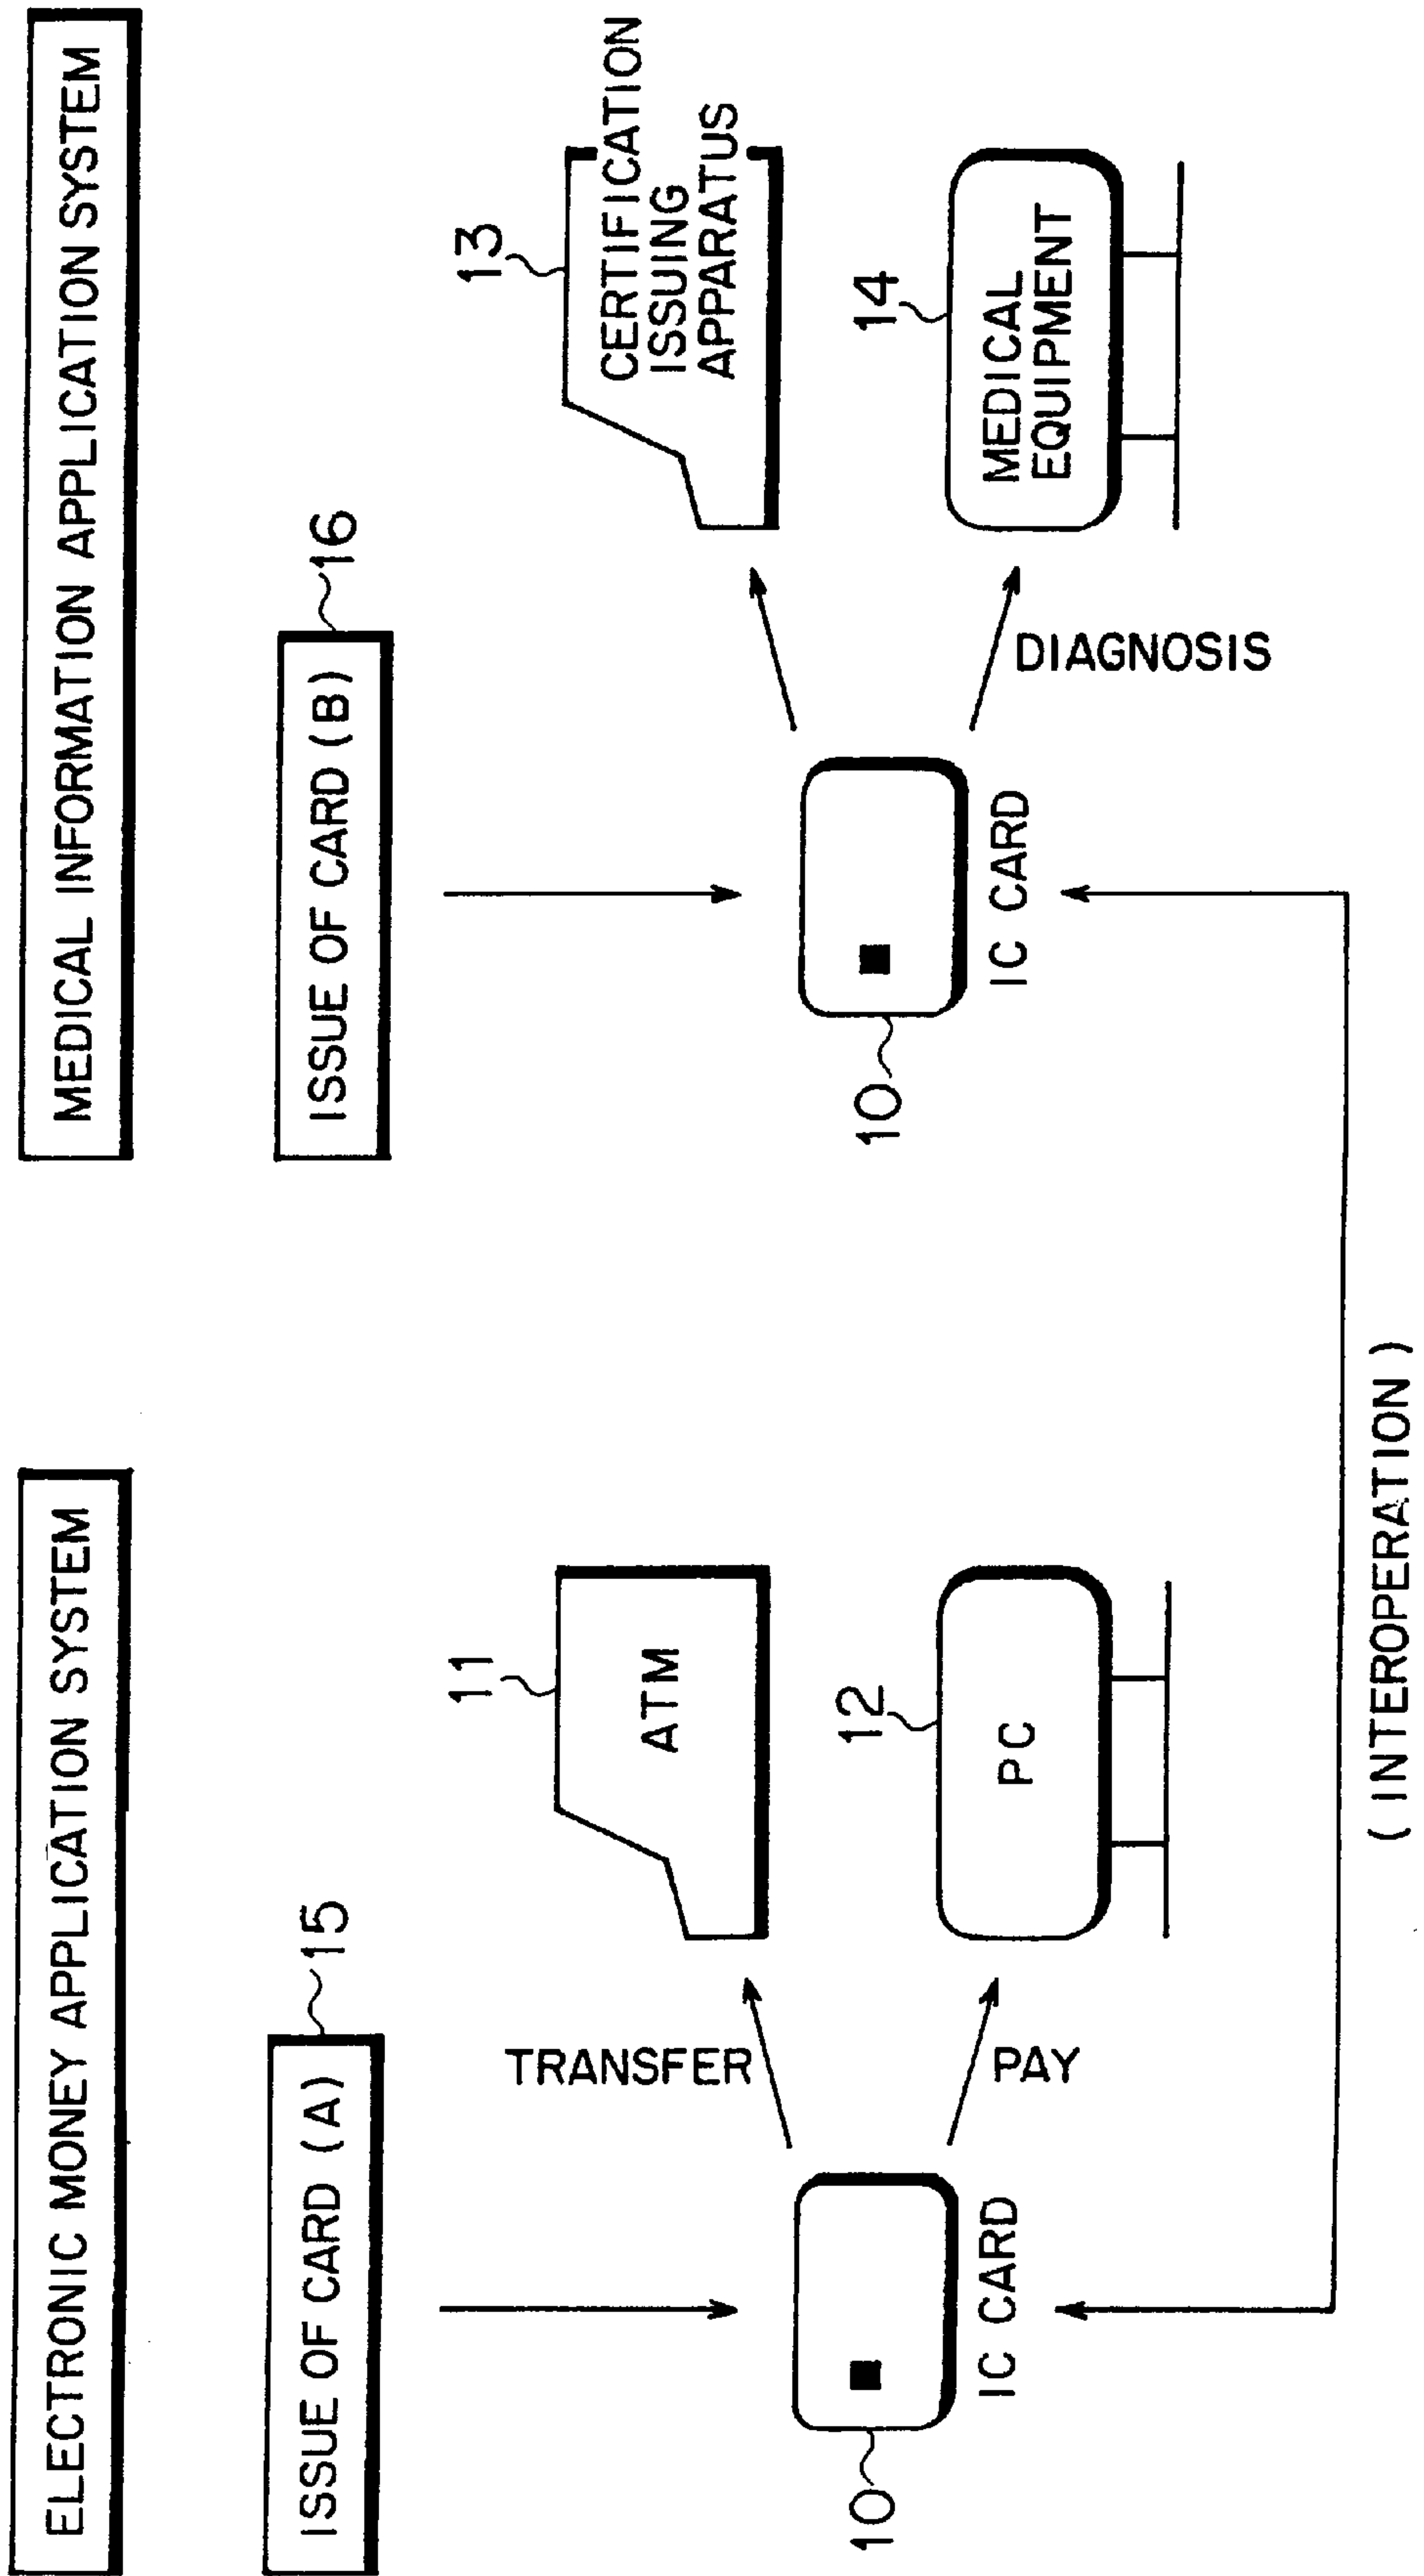 ELECTRONIC MONEY APPLICATION SYSTEM
ISSUE OF CARD (A)
15
11
ATM
TRANSFER
12
PC
PAY
10
IC CARD
MEDICAL INFORMATION APPLICATION SYSTEM
ISSUE OF CARD (B)
16
13
CERTIFICATION
ISSUING
APPARATUS
14
MEDICAL
EQUIPMENT
DIAGNOSIS
10
IC CARD
( INTEROPERATION )